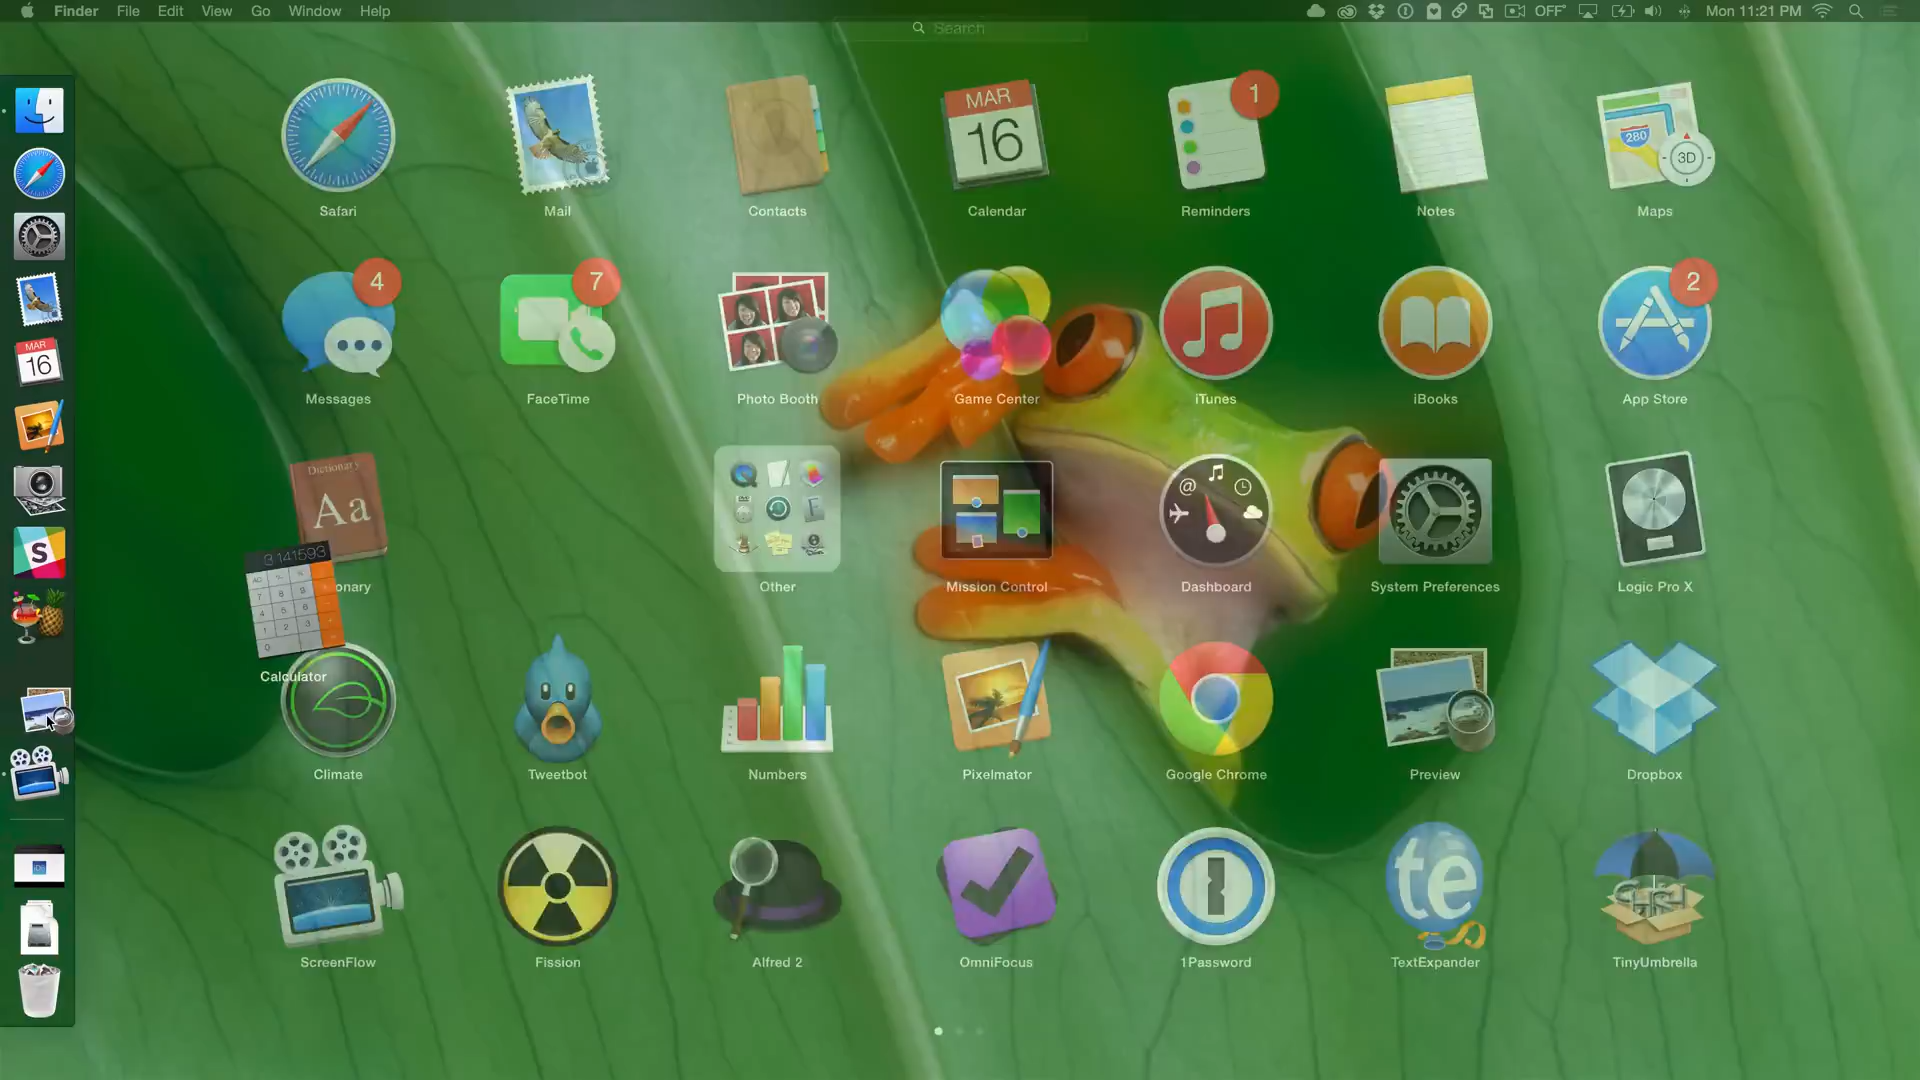 Finder File Edit View Go Window Help
OFF Mon 11:21 PM
Search
MAR
16
MAR
16
1
280
3D
Safari Mail Contacts Calendar Reminders Notes Maps
4
7
2
Messages FaceTime Photo Booth Game Center iTunes iBooks App Store
S
Dictionary
Aa
3.141593
onary
Other Mission Control Dashboard System Preferences Logic Pro X
Calculator
Climate Tweetbot Numbers Pixelmator Google Chrome Preview Dropbox
te
ScreenFlow Fission Alfred 2 OmniFocus 1Password TextExpander TinyUmbrella